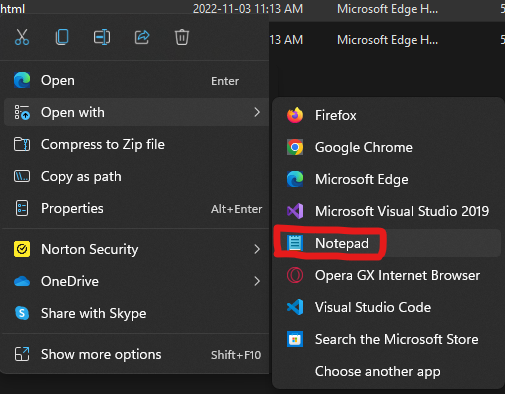 html 2022-11-03 11:13 AM Microsoft Edge H...
:13 AM Microsoft Edge H...
Open Enter
Open with
Compress to Zip file
Copy as path
Properties Alt+Enter
Norton Security
OneDrive
Share with Skype
Show more options Shift+F10
Firefox
Google Chrome
Microsoft Edge
Microsoft Visual Studio 2019
Notepad
Opera GX Internet Browser
Visual Studio Code
Search the Microsoft Store
Choose another app